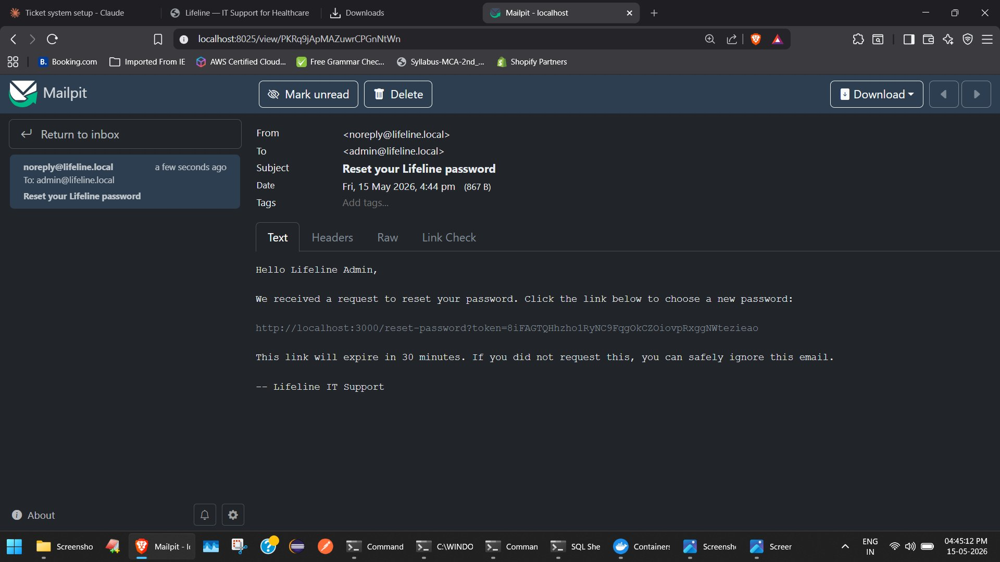 Ticket system setup - Claude
Lifeline — IT Support for Healthcare
Downloads
Mailpit - localhost
localhost:8025/view/PKRq9jApMAZuwrCPGnNtWn
Booking.com
Imported From IE
AWS Certified Cloud...
Free Grammar Chec...
Syllabus-MCA-2nd_...
Shopify Partners
Mailpit
Mark unread
Delete
Download
Return to inbox
noreply@lifeline.local a few seconds ago
To: admin@lifeline.local
Reset your Lifeline password
From <noreply@lifeline.local>
To <admin@lifeline.local>
Subject Reset your Lifeline password
Date Fri, 15 May 2026, 4:44 pm (867 B)
Tags Add tags...
Text Headers Raw Link Check
Hello Lifeline Admin,
We received a request to reset your password. Click the link below to choose a new password:
http://localhost:3000/reset-password?token=8iFAGTQHhzho1RyNC9FqgOkCZOiovpRxggNWtezieao
This link will expire in 30 minutes. If you did not request this, you can safely ignore this email.
-- Lifeline IT Support
About
Screensho
Mailpit - lo
Command
C:\WINDO
Comman
SQL She
Containers
Screensho
Screer
ENG
IN
04:45:12 PM
15-05-2026